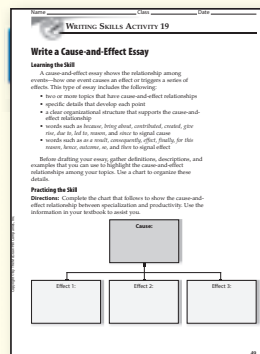 Name Class Date
WRITING SKILLS ACTIVITY 19
Write a Cause-and-Effect Essay
Learning the Skill
A cause-and-effect essay shows the relationship among
events—how one event causes an effect or triggers a series of
effects. This type of essay includes the following:
• two or more topics that have cause-and-effect relationships
• specific details that develop each point
• a clear organizational structure that supports the cause-and-
effect relationship
• words such as because, bring about, contributed, created, give
rise, due to, led to, reason, and since to signal cause
• words such as as a result, consequently, effect, finally, for this
reason, hence, outcome, so, and then to signal effect
Before drafting your essay, gather definitions, descriptions, and
examples that you can use to highlight the cause-and-effect
relationships among your topics. Use a chart to organize these
details.
Practicing the Skill
Directions: Complete the chart that follows to show the cause-and-
effect relationship between specialization and productivity. Use the
information in your textbook to assist you.
Cause:
Effect 1: Effect 2: Effect 3: